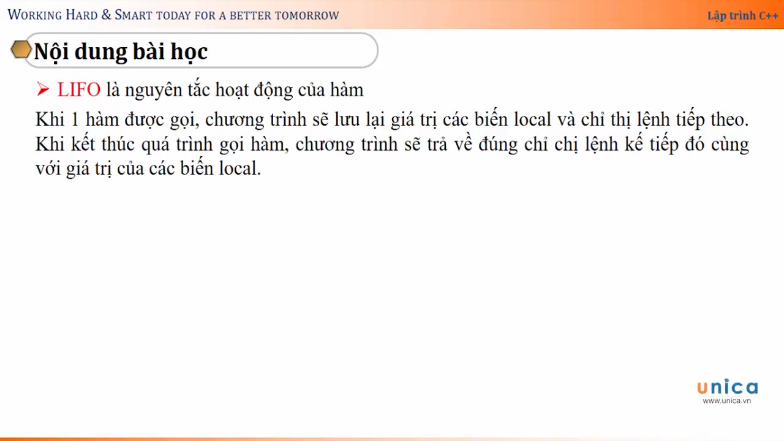 WORKING HARD & SMART TODAY FOR A BETTER TOMORROW
Lập trình C++
Nội dung bài học
LIFO là nguyên tắc hoạt động của hàm
Khi 1 hàm được gọi, chương trình sẽ lưu lại giá trị các biến local và chỉ thị lệnh tiếp theo.
Khi kết thúc quá trình gọi hàm, chương trình sẽ trả về đúng chỉ chị lệnh kế tiếp đó cùng
với giá trị của các biến local.
unica
www.unica.vn